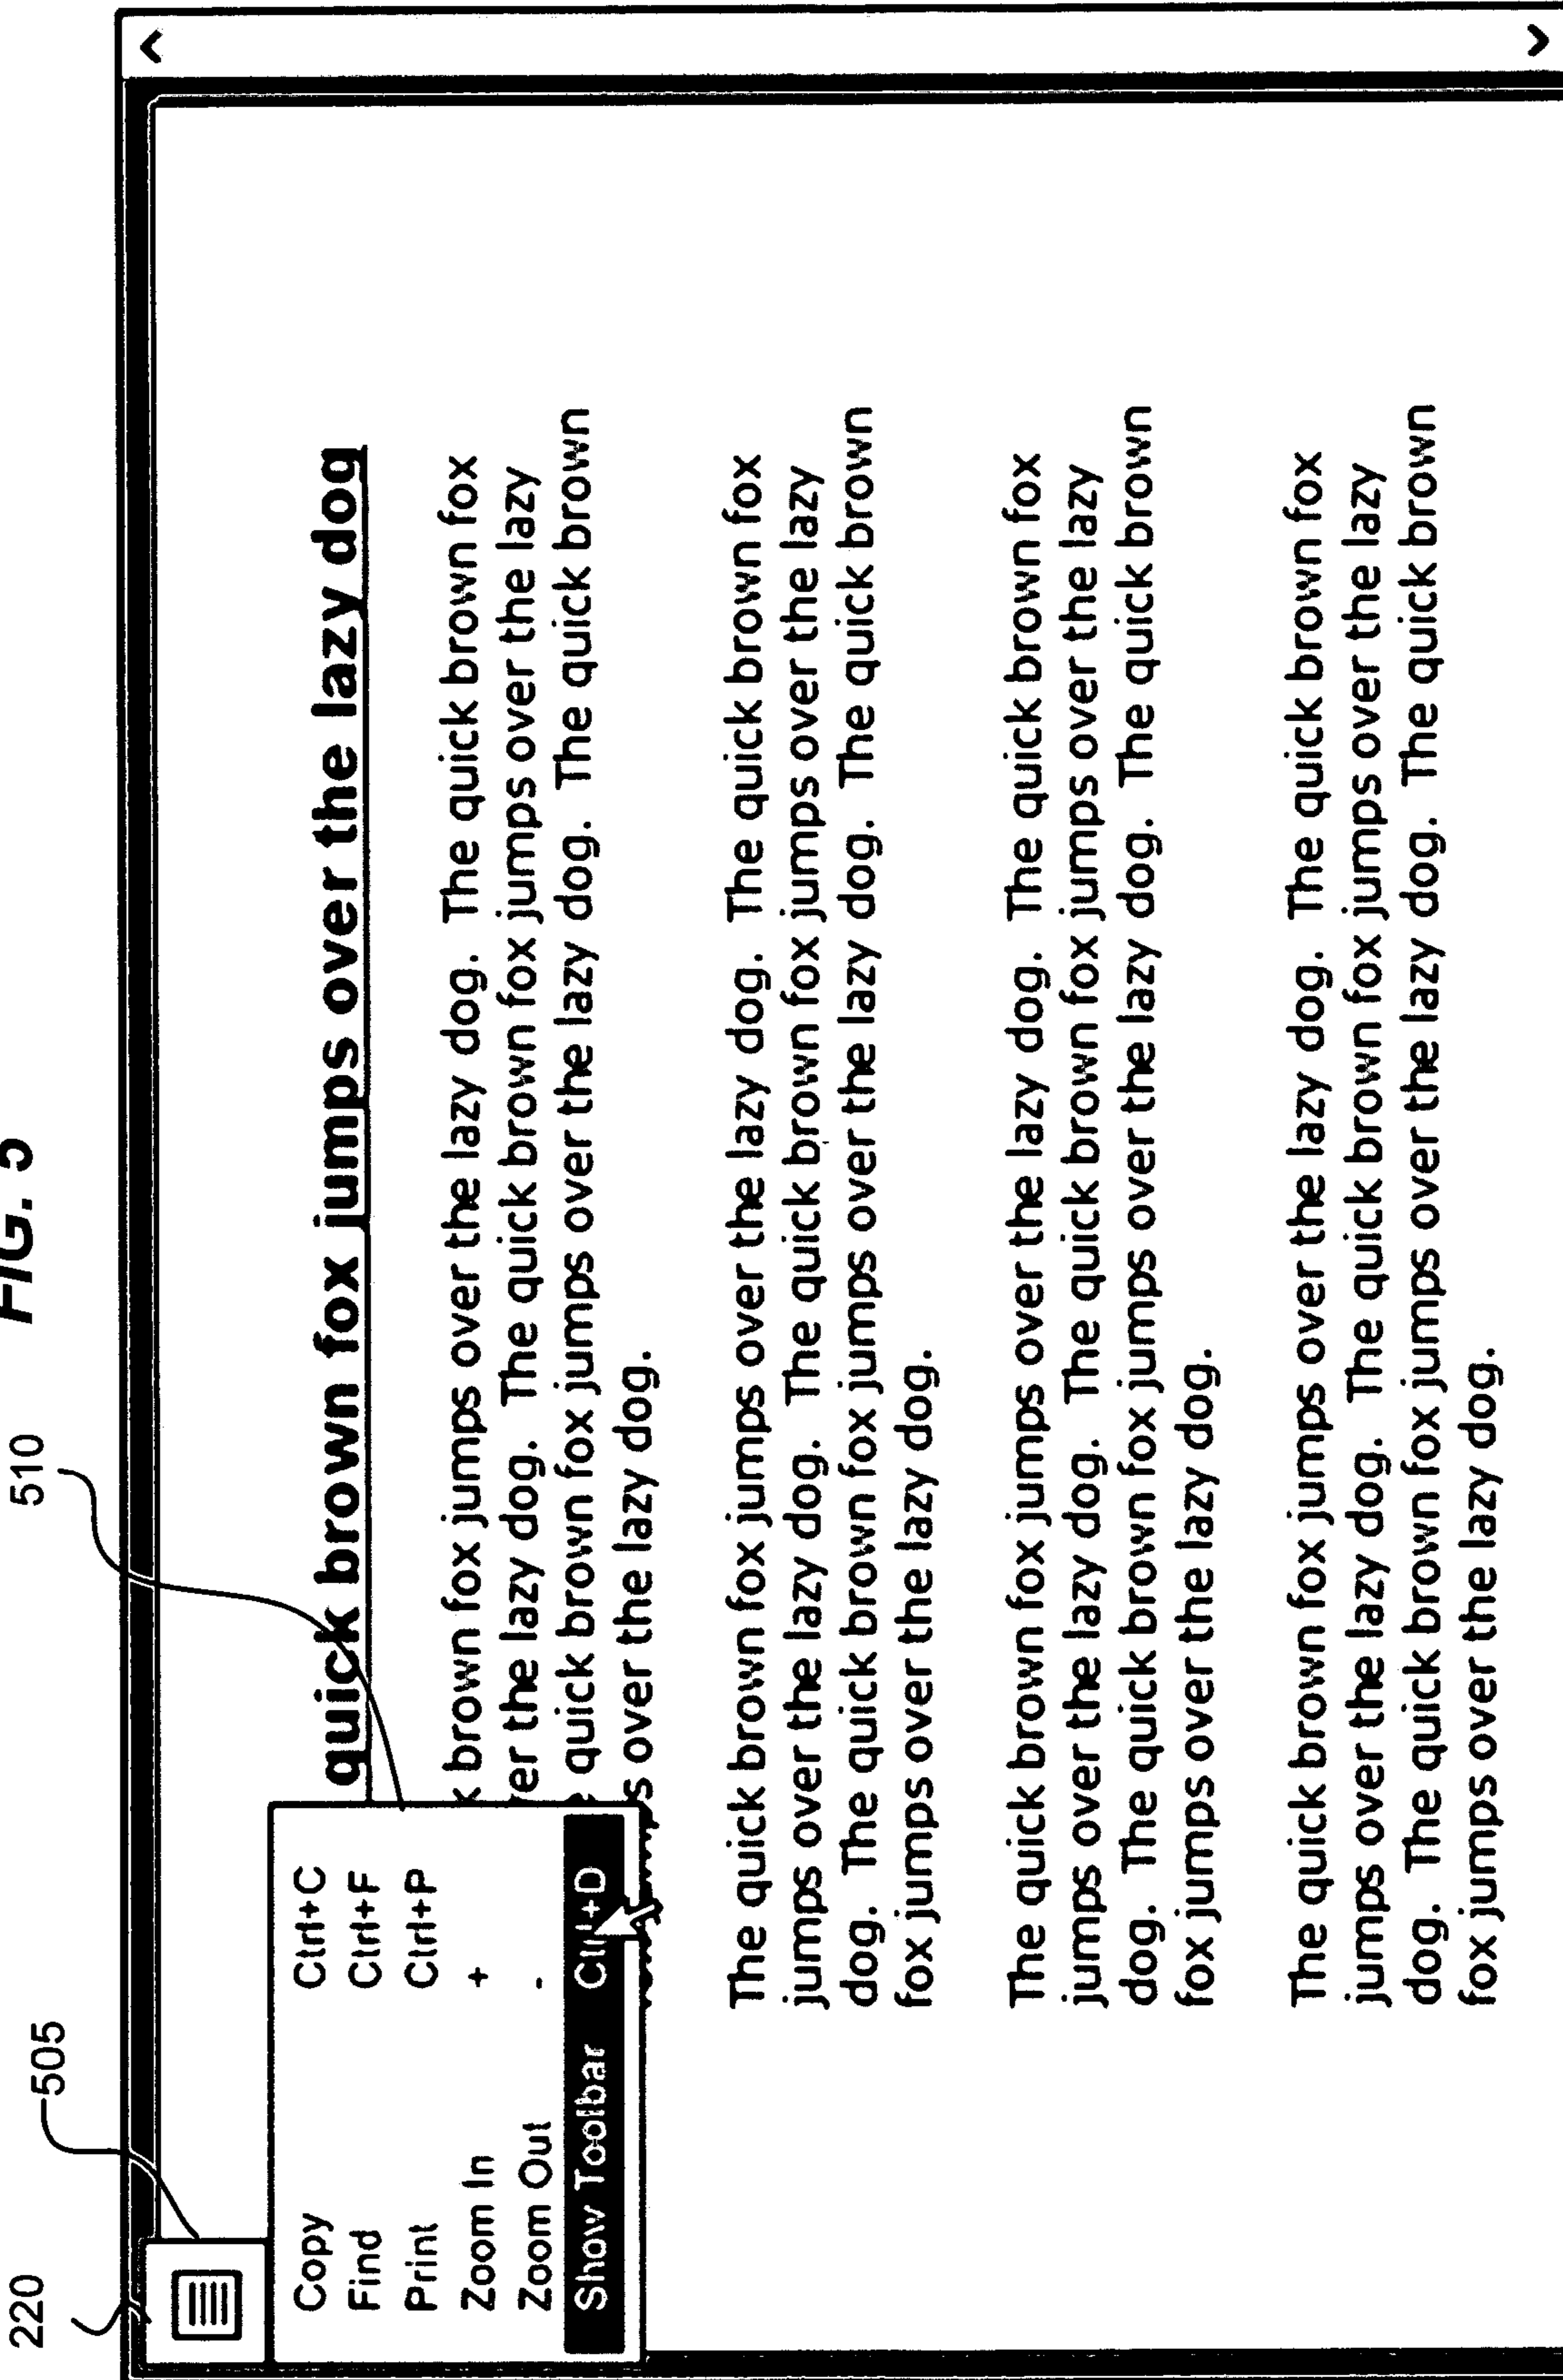 FIG. 5
220
505
510
Copy Ctrl+C
Find Ctrl+F
Print Ctrl+P
Zoom In +
Zoom Out -
Show Toolbar Ctrl+D
quick brown fox jumps over the lazy dog
brown fox jumps over the lazy dog. The quick brown fox
the lazy dog. The quick brown fox jumps over the lazy
quick brown fox jumps over the lazy dog. The quick brown
over the lazy dog.
The quick brown fox jumps over the lazy dog. The quick brown fox
jumps over the lazy dog. The quick brown fox jumps over the lazy
dog. The quick brown fox jumps over the lazy dog. The quick brown
fox jumps over the lazy dog.
The quick brown fox jumps over the lazy dog. The quick brown fox
jumps over the lazy dog. The quick brown fox jumps over the lazy
dog. The quick brown fox jumps over the lazy dog. The quick brown
fox jumps over the lazy dog.
The quick brown fox jumps over the lazy dog. The quick brown fox
jumps over the lazy dog. The quick brown fox jumps over the lazy
dog. The quick brown fox jumps over the lazy dog. The quick brown
fox jumps over the lazy dog.